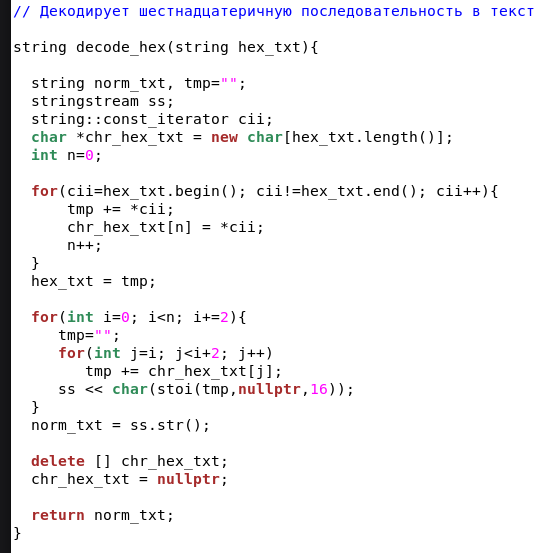 // Декодирует шестнадцатеричную последовательность в текст
string decode_hex(string hex_txt){
string norm_txt, tmp="";
stringstream ss;
string::const_iterator cii;
char *chr_hex_txt = new char[hex_txt.length()];
int n=0;
for(cii=hex_txt.begin(); cii!=hex_txt.end(); cii++){
tmp += *cii;
chr_hex_txt[n] = *cii;
n++;
}
hex_txt = tmp;
for(int i=0; i<n; i+=2){
tmp="";
for(int j=i; j<i+2; j++)
tmp += chr_hex_txt[j];
ss << char(stoi(tmp,nullptr,16));
}
norm_txt = ss.str();
delete [] chr_hex_txt;
chr_hex_txt = nullptr;
return norm_txt;
}